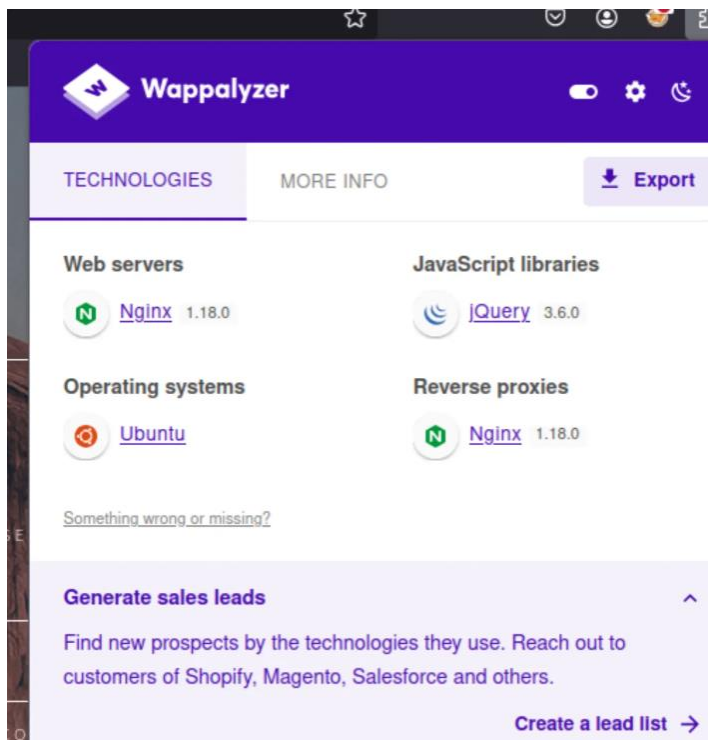 Wappalyzer
TECHNOLOGIES
MORE INFO
Export
Web servers
Nginx 1.18.0
JavaScript libraries
jQuery 3.6.0
Operating systems
Ubuntu
Reverse proxies
Nginx 1.18.0
Something wrong or missing?
Generate sales leads
Find new prospects by the technologies they use. Reach out to
customers of Shopify, Magento, Salesforce and others.
Create a lead list